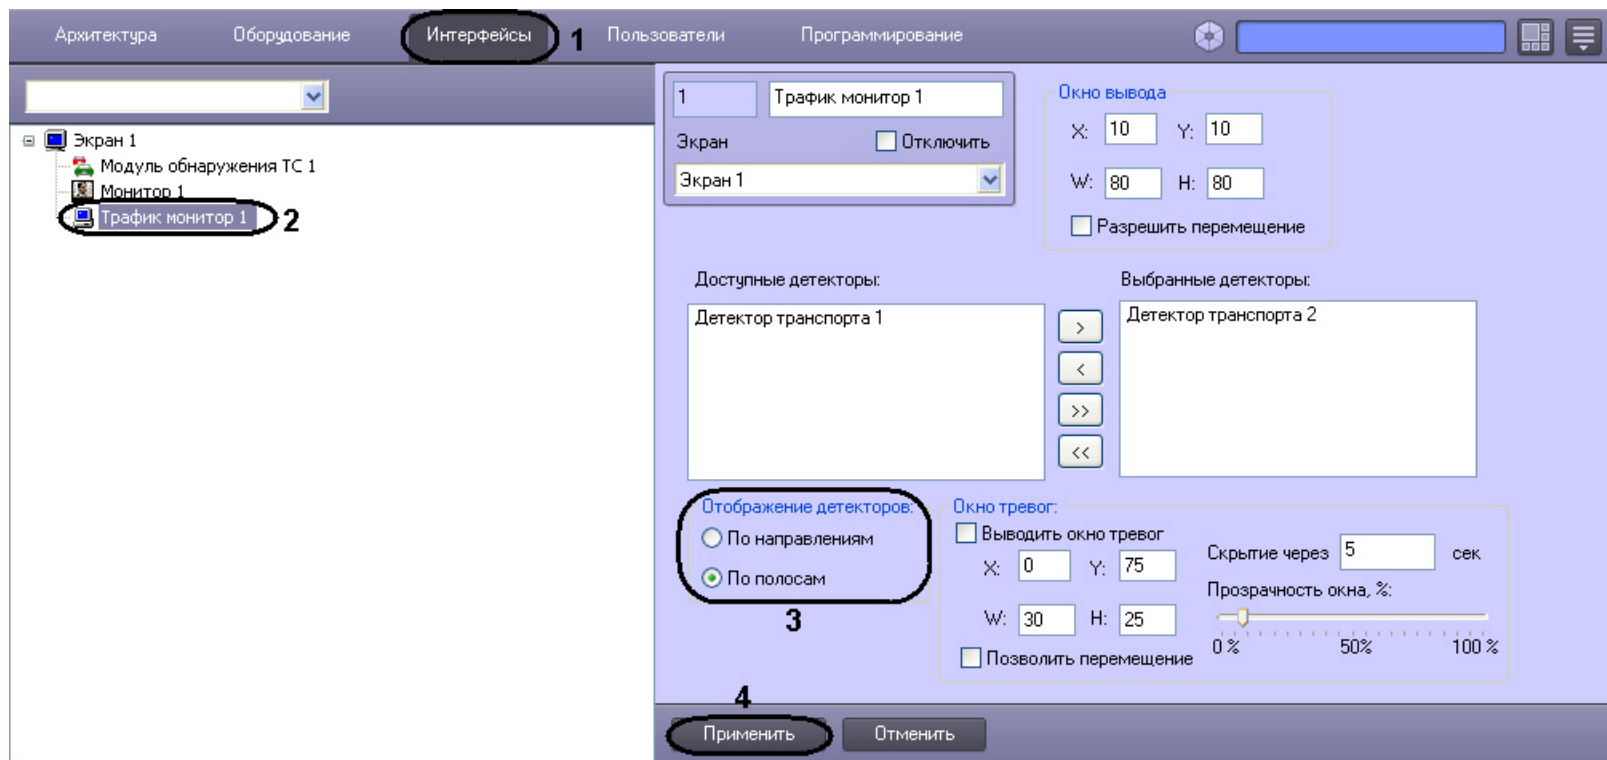 Архитектура Оборудование Интерфейсы 1 Пользователи Программирование
1 Трафик монитор 1
Экран Отключить
Экран 1
Окно вывода
X: 10 Y: 10
W: 80 H: 80
Разрешить перемещение
Экран 1
Модуль обнаружения ТС 1
Монитор 1
Трафик монитор 1 2
Доступные детекторы: Выбранные детекторы:
Детектор транспорта 1 Детектор транспорта 2
>
<
>>
<<
Отображение детекторов:
По направлениям
По полосам
3
Окно тревог:
Выводить окно тревог
X: 0 Y: 75
W: 30 H: 25
Позволить перемещение
Скрытие через 5 сек
Прозрачность окна, %:
0 % 50% 100 %
4
Применить Отменить